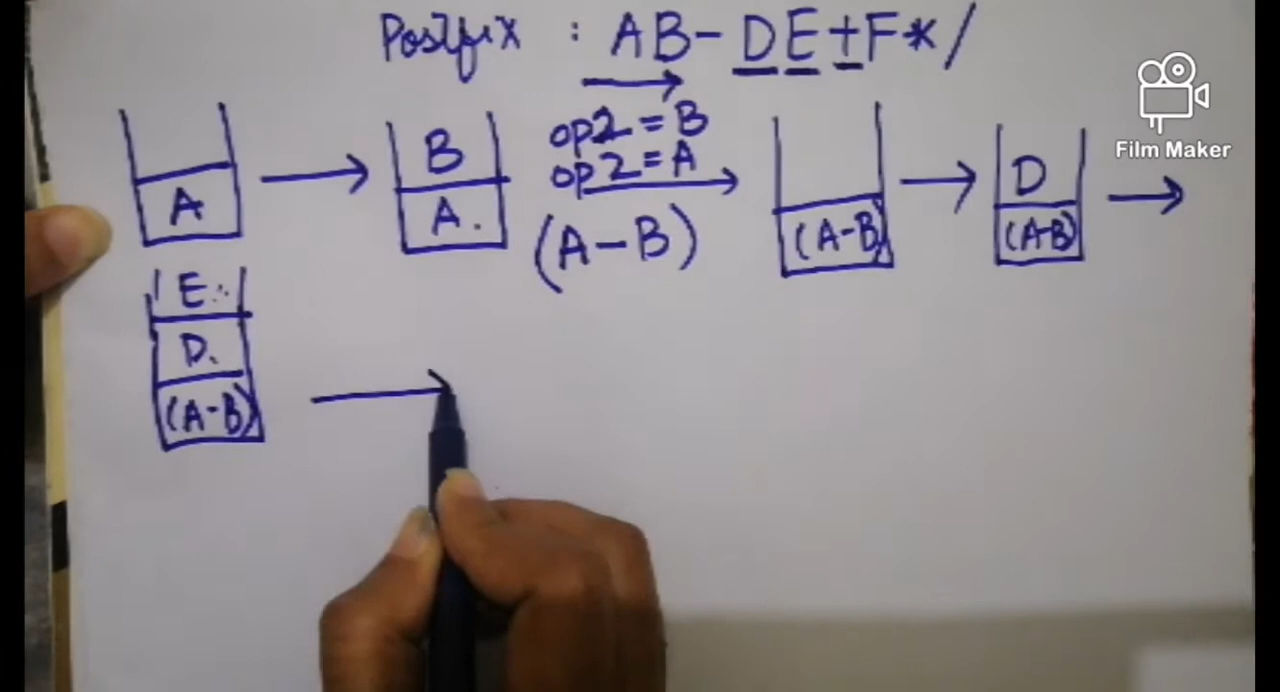 Postfix : AB- DE+F*/
Film Maker
A
B
A.
op2 = B
op2 = A
(A-B)
(A-B)
D
(A-B)
E
D.
(A-B)